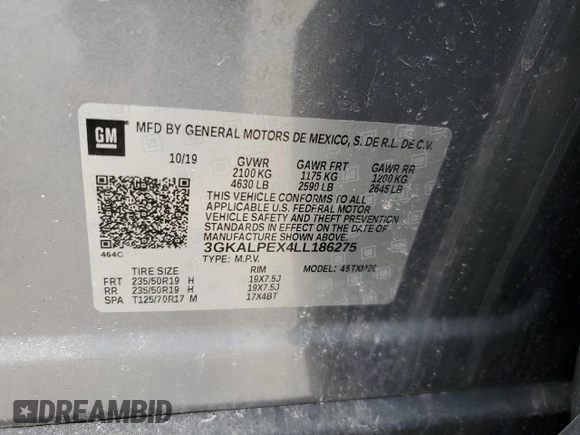 GM MFD BY GENERAL MOTORS DE MEXICO, S. DE R.L. DE C.V.
10/19 GVWR GAWR FRT GAWR RR
2100 KG 1175 KG 1200 KG
4630 LB 2590 LB 2645 LB
THIS VEHICLE CONFORMS TO ALL
APPLICABLE U.S. FEDERAL MOTOR
VEHICLE SAFETY AND THEFT PREVENTION
STANDARDS IN EFFECT ON THE DATE OF
MANUFACTURE SHOWN ABOVE.
464C 3GKALPEX4LL186275
TYPE: M.P.V. MODEL:
TIRE SIZE RIM
FRT 235/50R19 H 19X7.5J
RR 235/50R19 H 19X7.5J
SPA T125/70R17 M 17X4BT
DREAMBID